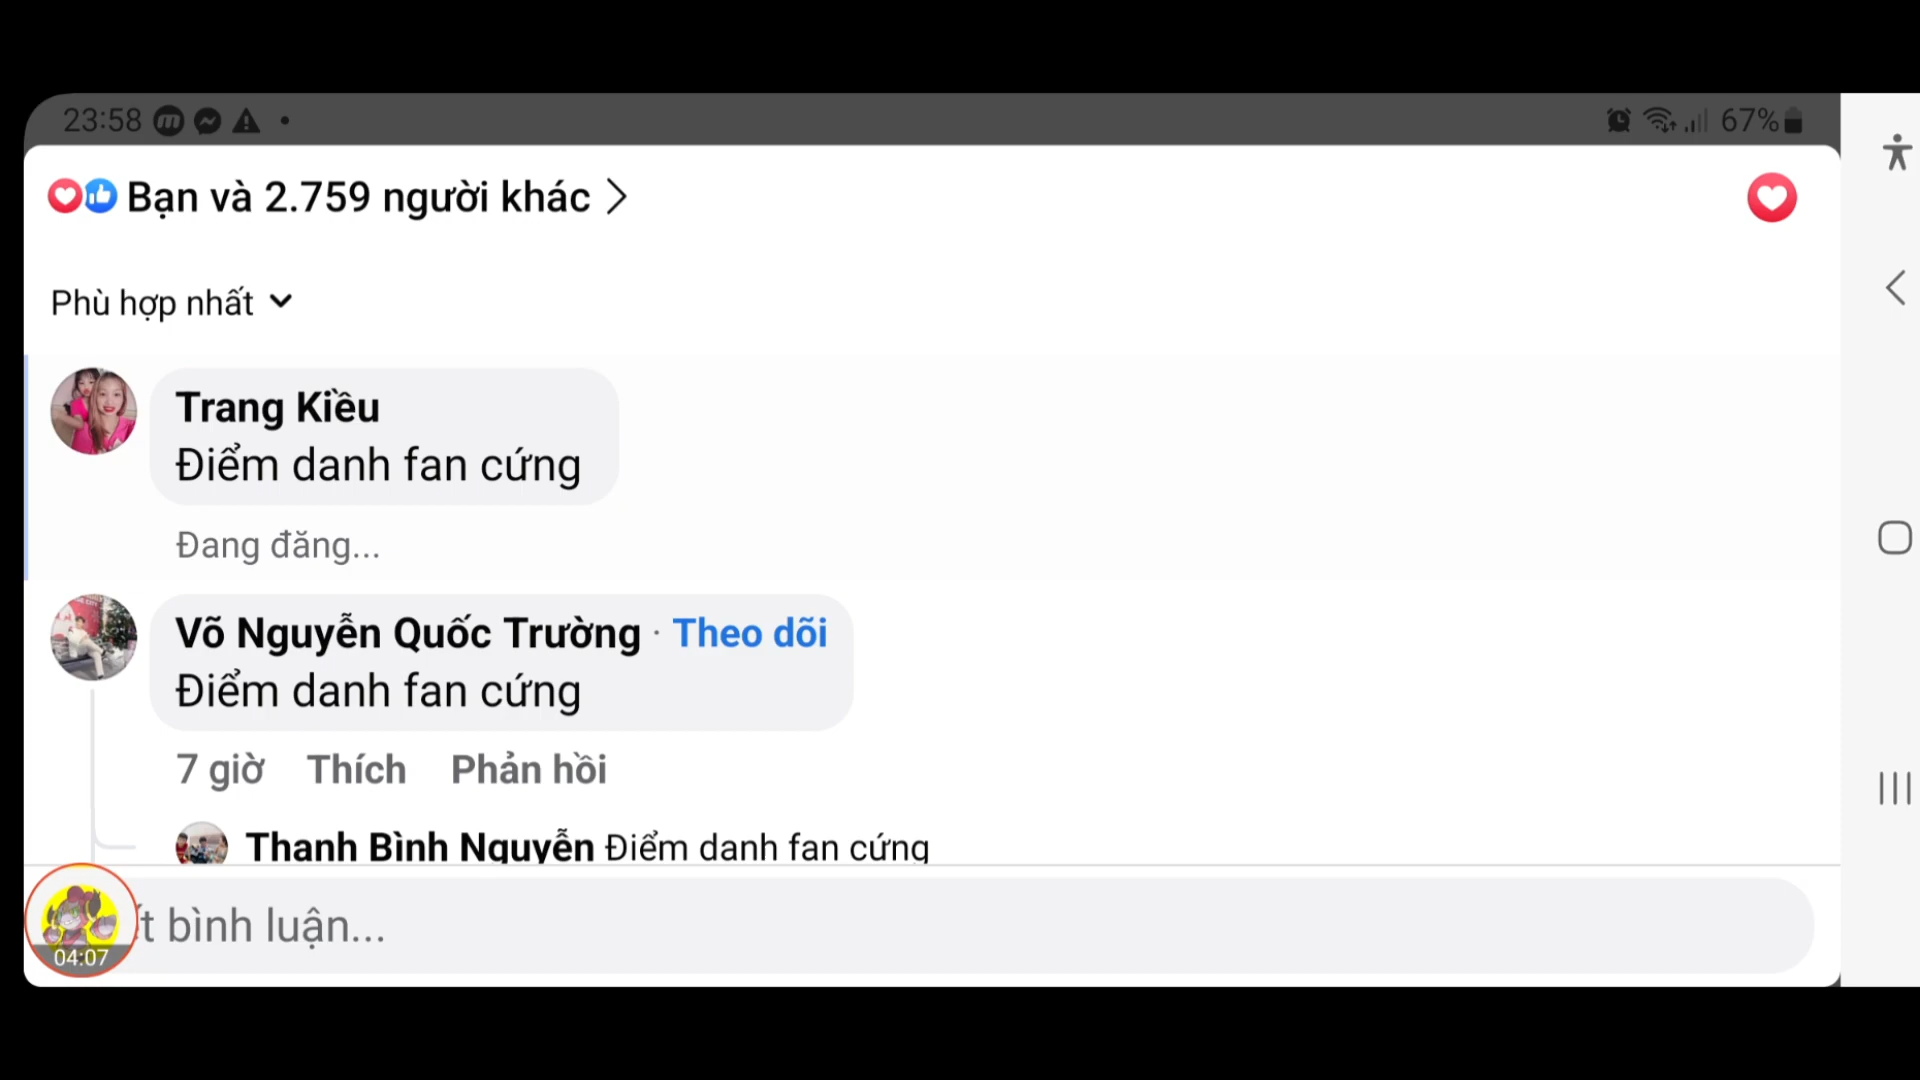 23:58 67%
Bạn và 2.759 người khác
Phù hợp nhất
Trang Kiều
Điểm danh fan cứng
Đang đăng...
Võ Nguyễn Quốc Trường · Theo dõi
Điểm danh fan cứng
7 giờ Thích Phản hồi
Thanh Bình Nguyễn Điểm danh fan cứng
t bình luận...
04:07